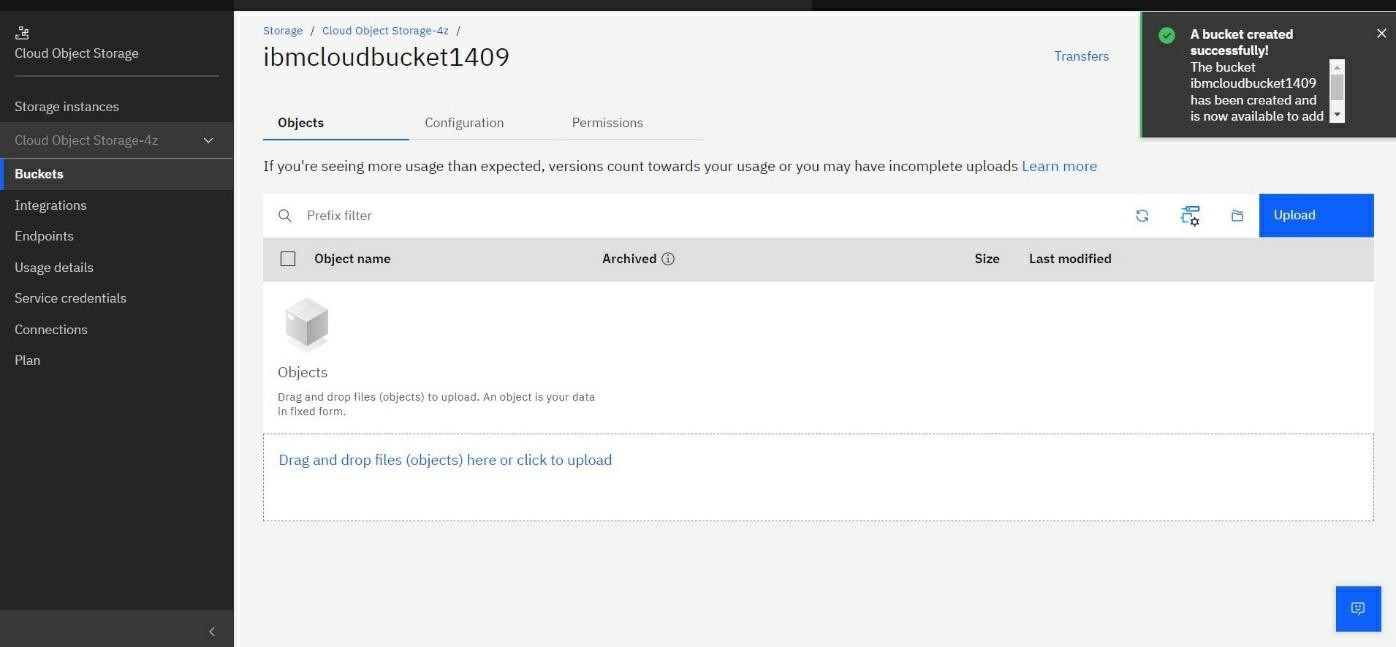 Cloud Object Storage
Storage instances
Cloud Object Storage-4z
Buckets
Integrations
Endpoints
Usage details
Service credentials
Connections
Plan
Storage / Cloud Object Storage-4z /
ibmcloudbucket1409
Transfers
A bucket created
successfully!
The bucket
ibmcloudbucket1409
has been created and
is now available to add
Objects Configuration Permissions
If you're seeing more usage than expected, versions count towards your usage or you may have incomplete uploads Learn more
Prefix filter
Upload
Object name Archived Size Last modified
Objects
Drag and drop files (objects) to upload. An object is your data
in fixed form.
Drag and drop files (objects) here or click to upload